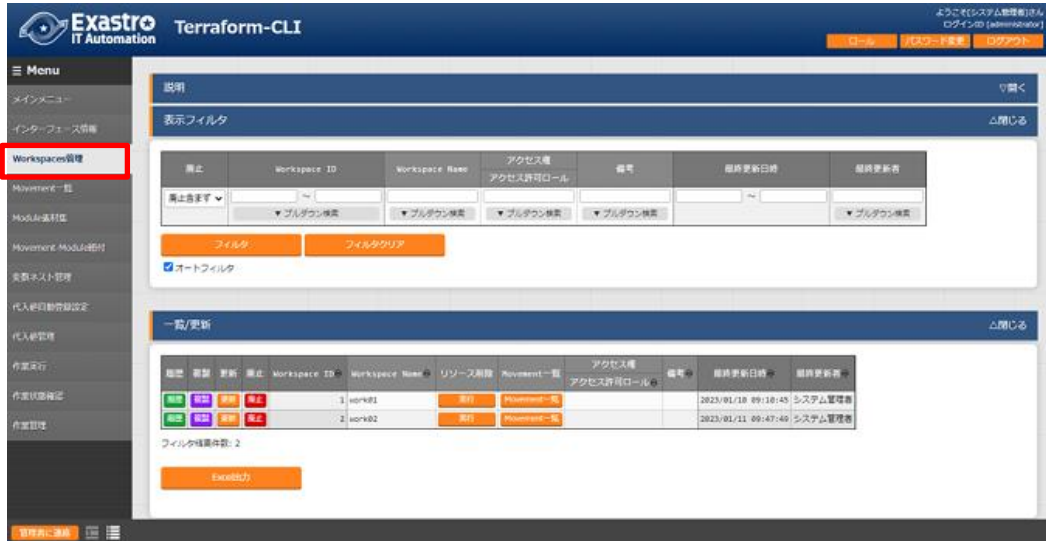 ようこそ[システム管理者]さん
ログインID [administrator]
Exastro
IT Automation
Terraform-CLI
ロール パスワード変更 ログアウト
Menu
メインメニュー
インターフェース情報
Workspaces管理
Movement一覧
Module素材集
Movement-Module紐付
変数ネスト管理
代入値自動登録設定
代入値管理
作業実行
作業状態確認
作業管理
説明 ▽開く
表示フィルタ △閉じる
廃止 Workspace ID Workspace Name アクセス権 備考 最終更新日時 最終更新者
アクセス許可ロール
廃止含まず ~ ~
▼ プルダウン検索 ▼ プルダウン検索 ▼ プルダウン検索 ▼ プルダウン検索 ▼ プルダウン検索
フィルタ フィルタクリア
オートフィルタ
一覧/更新 △閉じる
履歴 複製 更新 廃止 Workspace ID Workspace Name リソース削除 Movement一覧 アクセス権 備考 最終更新日時 最終更新者
アクセス許可ロール
履歴 複製 更新 廃止 1 work01 実行 Movement一覧 2023/01/10 09:10:45 システム管理者
履歴 複製 更新 廃止 2 work02 実行 Movement一覧 2023/01/11 09:47:40 システム管理者
フィルタ結果件数: 2
Excel出力
管理者に連絡